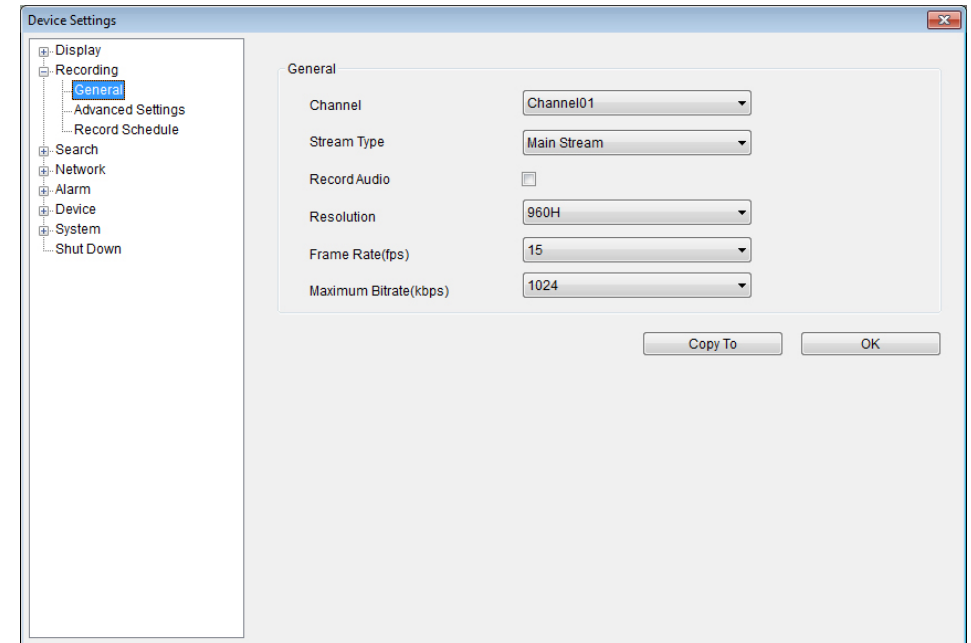 Device Settings
Display
Recording
General
Advanced Settings
Record Schedule
Search
Network
Alarm
Device
System
Shut Down
General
Channel Channel01
Stream Type Main Stream
Record Audio
Resolution 960H
Frame Rate(fps) 15
Maximum Bitrate(kbps) 1024
Copy To OK